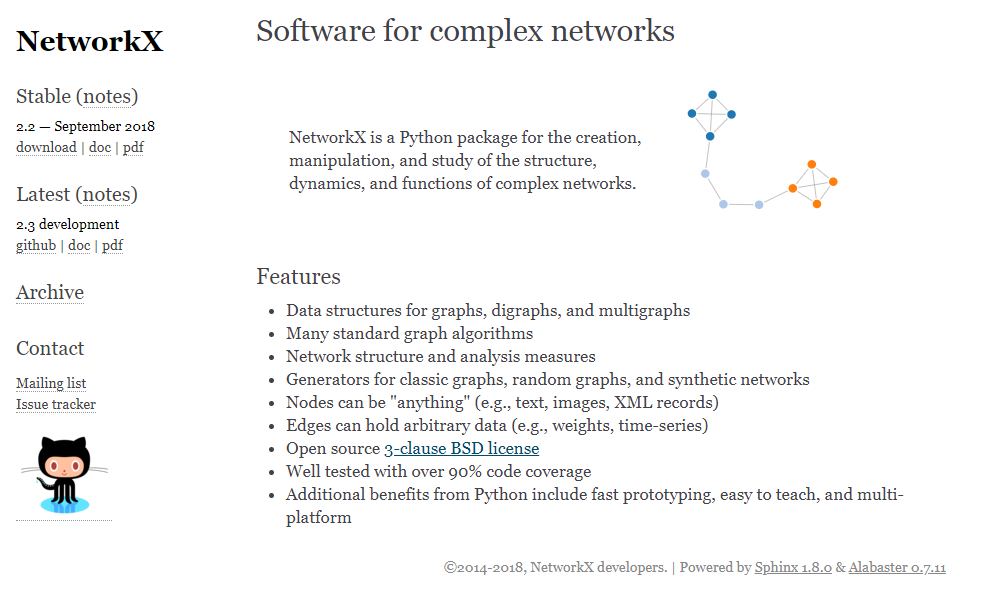 NetworkX
Stable (notes)
2.2 — September 2018
download | doc | pdf
Latest (notes)
2.3 development
github | doc | pdf
Archive
Contact
Mailing list
Issue tracker
Software for complex networks
NetworkX is a Python package for the creation,
manipulation, and study of the structure,
dynamics, and functions of complex networks.
Features
• Data structures for graphs, digraphs, and multigraphs
• Many standard graph algorithms
• Network structure and analysis measures
• Generators for classic graphs, random graphs, and synthetic networks
• Nodes can be "anything" (e.g., text, images, XML records)
• Edges can hold arbitrary data (e.g., weights, time-series)
• Open source 3-clause BSD license
• Well tested with over 90% code coverage
• Additional benefits from Python include fast prototyping, easy to teach, and multi-
platform
©2014-2018, NetworkX developers. | Powered by Sphinx 1.8.0 & Alabaster 0.7.11